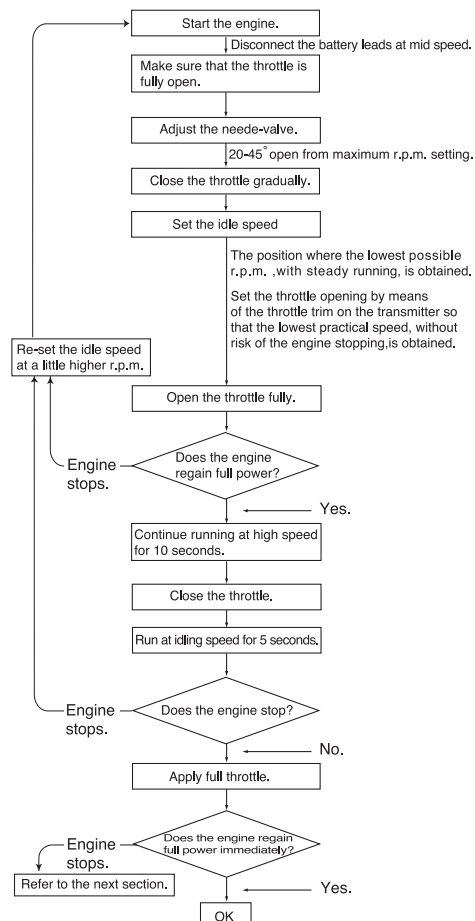 Start the engine.
Disconnect the battery leads at mid speed.
Make sure that the throttle is
fully open.
Adjust the neede-valve.
20-45° open from maximum r.p.m. setting.
Close the throttle gradually.
Set the idle speed
The position where the lowest possible
r.p.m. ,with steady running, is obtained.
Set the throttle opening by means
of the throttle trim on the transmitter so
that the lowest practical speed, without
risk of the engine stopping,is obtained.
Re-set the idle speed
at a little higher r.p.m.
Open the throttle fully.
Does the engine
regain full power?
Engine
stops.
Yes.
Continue running at high speed
for 10 seconds.
Close the throttle.
Run at idling speed for 5 seconds.
Does the engine stop?
Engine
stops.
No.
Apply full throttle.
Does the engine regain
full power immediately?
Engine
stops.
Refer to the next section.
Yes.
OK